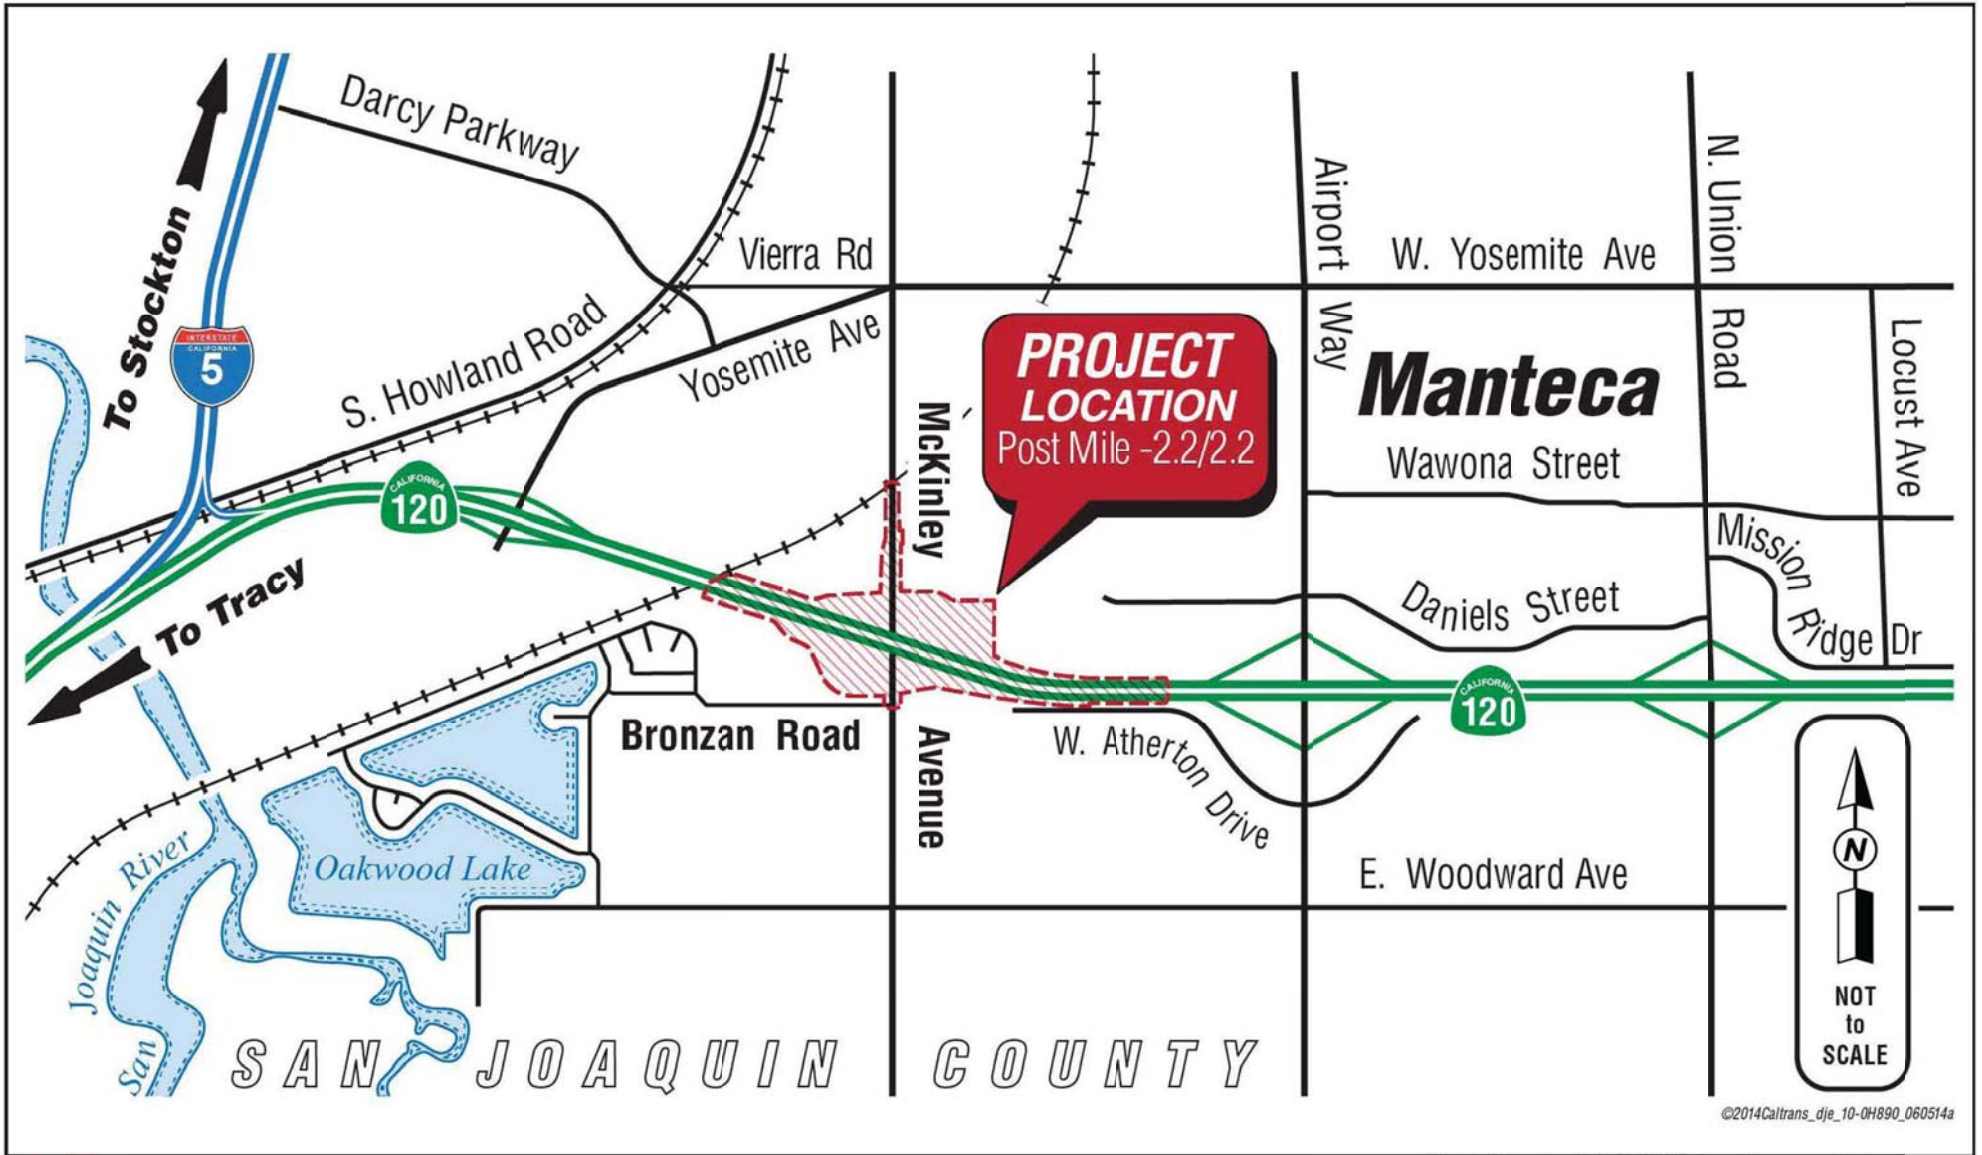 Darcy Parkway
To Stockton
INTERSTATE
CALIFORNIA
5
Vierra Rd
S. Howland Road
Yosemite Ave
Airport Way
W. Yosemite Ave
N. Union Road
Locust Ave
PROJECT
LOCATION
Post Mile -2.2/2.2
Manteca
Wawona Street
McKinley Avenue
CALIFORNIA
120
Mission Ridge Dr
Daniels Street
To Tracy
CALIFORNIA
120
Bronzan Road
W. Atherton Drive
Oakwood Lake
E. Woodward Ave
San Joaquin River
N
NOT
to
SCALE
SAN JOAQUIN COUNTY
©2014Caltrans_dje_10-0H890_060514a